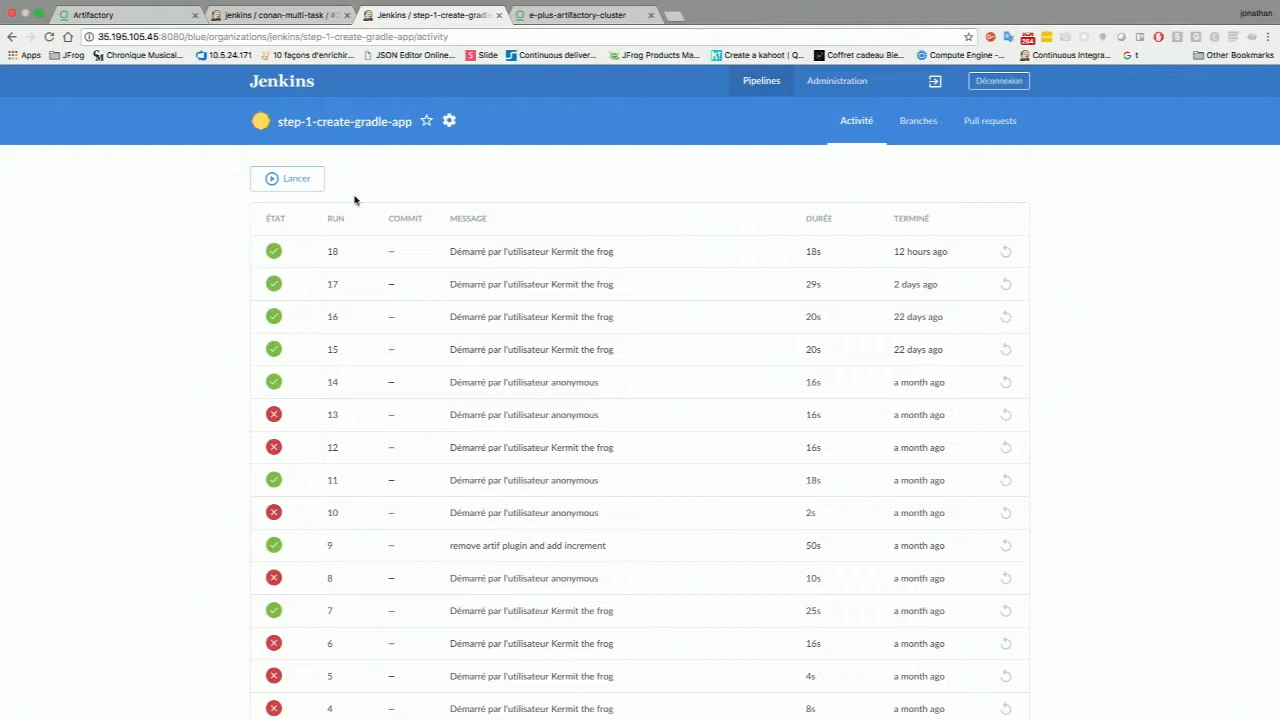 Artifactory
jenkins / conan-multi-task / #
Jenkins / step-1-create-gradle
e-plus-artifactory-cluster
jonathan
35.195.105.45:8080/blue/organizations/jenkins/step-1-create-gradle-app/activity
264
Apps
JFrog
Chronique Musical...
10.5.24.171
10 façons d'enrichir...
JSON Editor Online...
Slide
Continuous deliver...
JFrog Products Ma...
Create a kahoot | Q...
Coffret cadeau Bie...
Compute Engine -...
Continuous Integra...
t
Other Bookmarks
Jenkins
Pipelines
Administration
Déconnexion
step-1-create-gradle-app
Activité
Branches
Pull requests
Lancer
ÉTAT RUN COMMIT MESSAGE DURÉE TERMINÉ
18 – Démarré par l'utilisateur Kermit the frog 18s 12 hours ago
17 – Démarré par l'utilisateur Kermit the frog 29s 2 days ago
16 – Démarré par l'utilisateur Kermit the frog 20s 22 days ago
15 – Démarré par l'utilisateur Kermit the frog 20s 22 days ago
14 – Démarré par l'utilisateur anonymous 16s a month ago
13 – Démarré par l'utilisateur anonymous 16s a month ago
12 – Démarré par l'utilisateur Kermit the frog 16s a month ago
11 – Démarré par l'utilisateur anonymous 18s a month ago
10 – Démarré par l'utilisateur anonymous 2s a month ago
9 – remove artif plugin and add increment 50s a month ago
8 – Démarré par l'utilisateur anonymous 10s a month ago
7 – Démarré par l'utilisateur Kermit the frog 25s a month ago
6 – Démarré par l'utilisateur Kermit the frog 16s a month ago
5 – Démarré par l'utilisateur Kermit the frog 4s a month ago
4 – Démarré par l'utilisateur Kermit the frog 8s a month ago